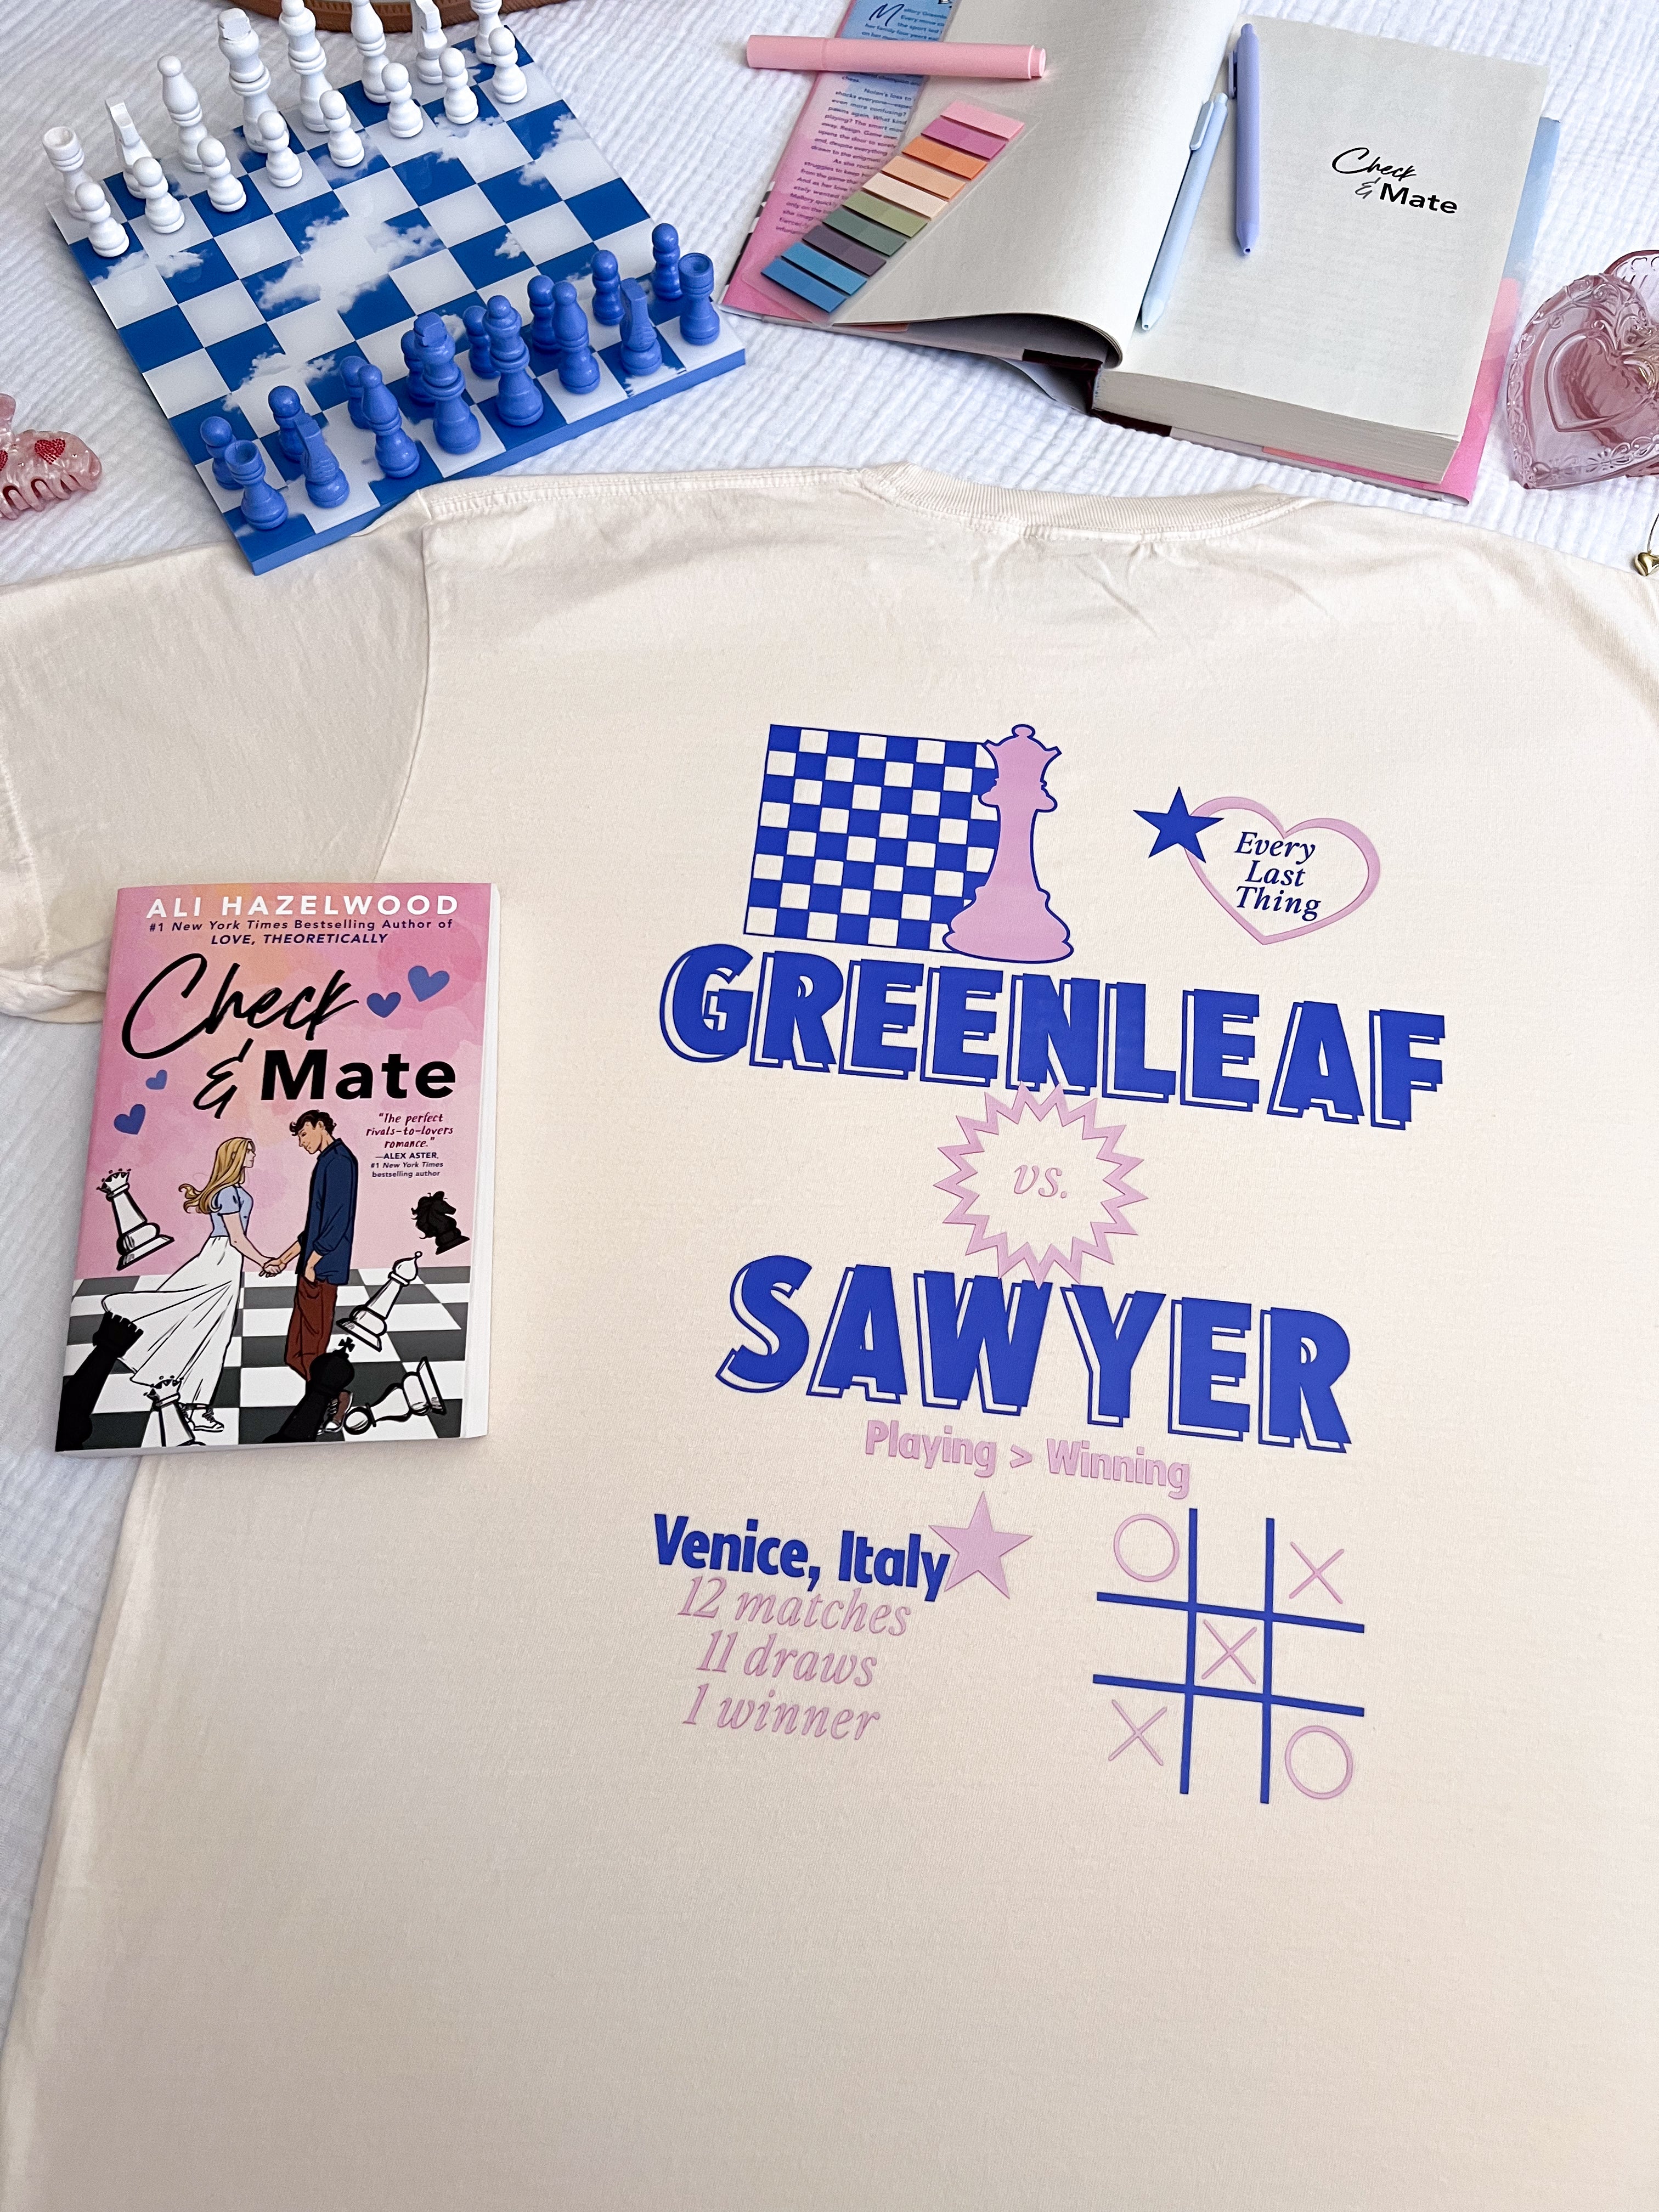 Check
& Mate
Every
Last
Thing
GREENLEAF
vs.
SAWYER
Playing > Winning
Venice, Italy
12 matches
11 draws
1 winner
O X
X
X O
ALI HAZELWOOD
#1 New York Times Bestselling Author of
LOVE, THEORETICALLY
Check
& Mate
"The perfect
rivals-to-lovers
romance."
—ALEX ASTER,
#1 New York Times
bestselling author